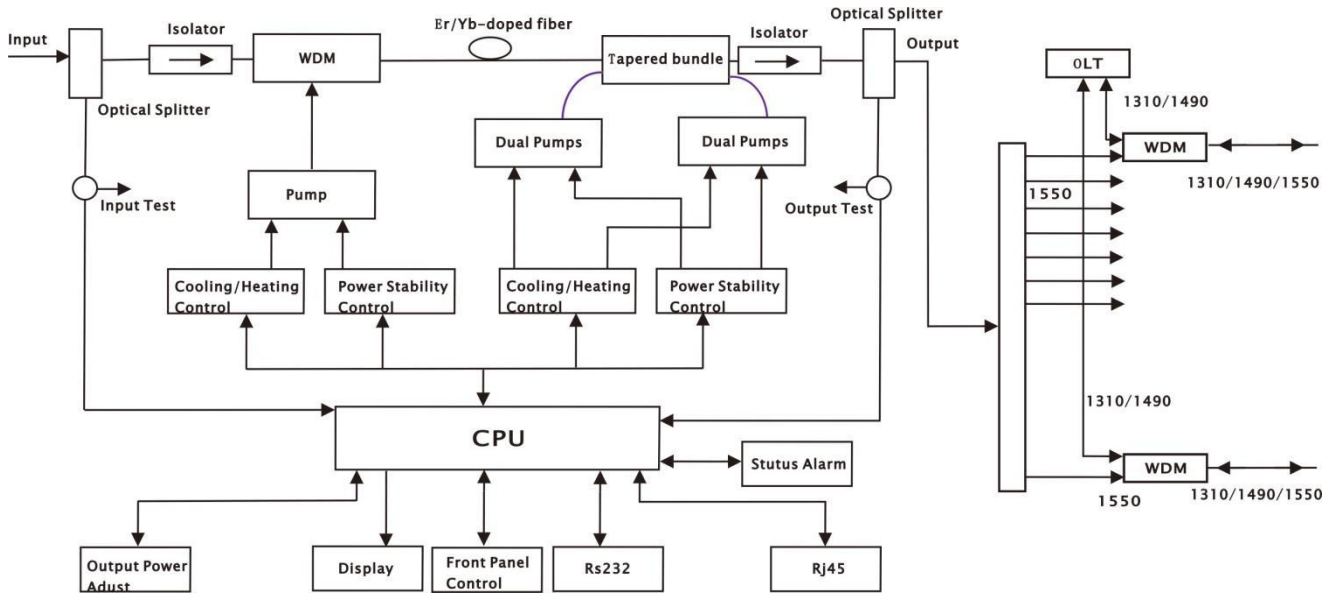 Input
Isolator
WDM
Er/Yb-doped fiber
Tapered bundle
Isolator
Optical Splitter
Output
Optical Splitter
Input Test
Pump
Dual Pumps
Dual Pumps
Output Test
Cooling/Heating
Control
Power Stability
Control
Cooling/Heating
Control
Power Stability
Control
CPU
Stutus Alarm
Output Power
Adust
Display
Front Panel
Control
Rs232
Rj45
OLT
1310/1490
WDM
1310/1490/1550
1550
1310/1490
WDM
1310/1490/1550
1550